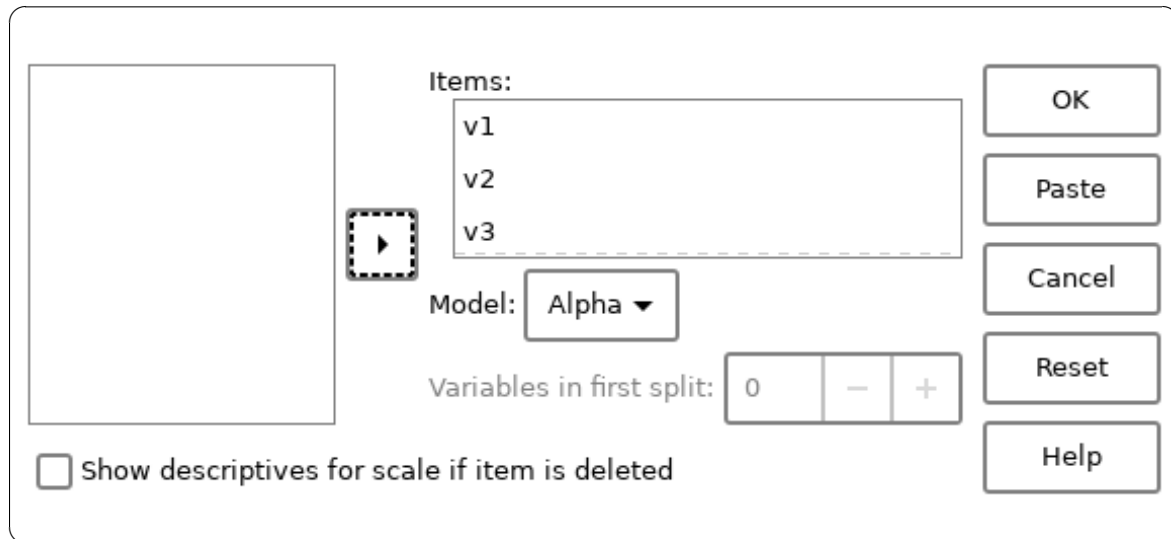 Items:
v1
v2
v3
Model: Alpha
Variables in first split: 0 − +
Show descriptives for scale if item is deleted
OK
Paste
Cancel
Reset
Help